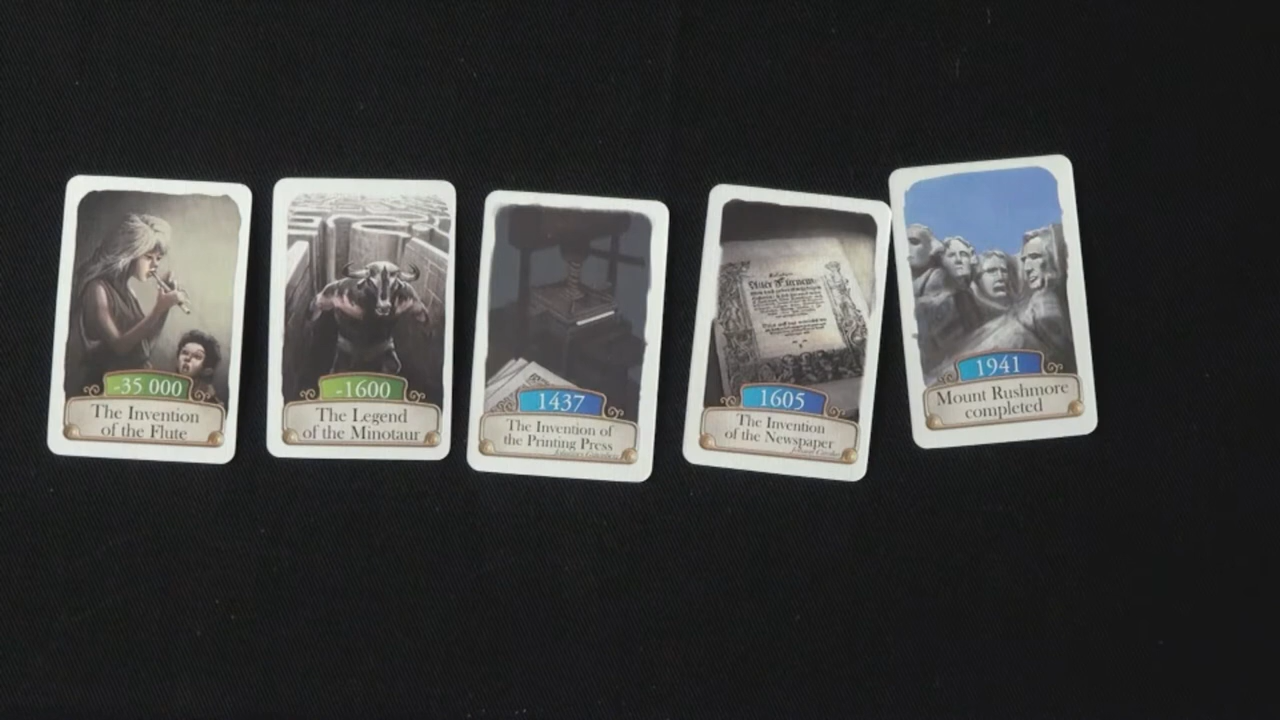 -35 000
The Invention
of the Flute
-1600
The Legend
of the Minotaur
1437
The Invention of
the Printing Press
1605
The Invention
of the Newspaper
1941
Mount Rushmore
completed